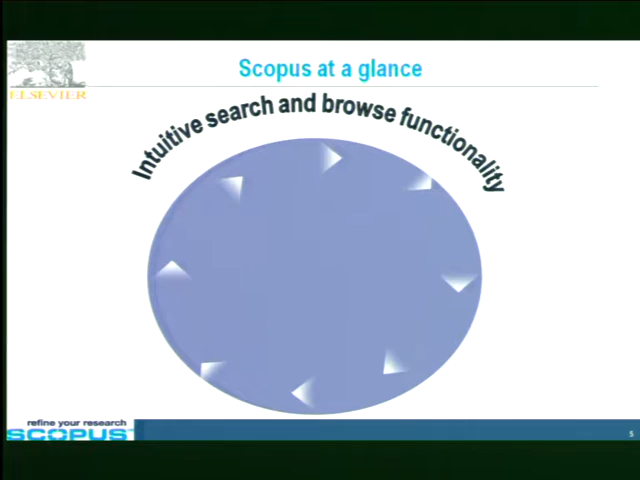 Scopus at a glance
ELSEVIER
Intuitive search and browse functionality
refine your research
SCOPUS
5